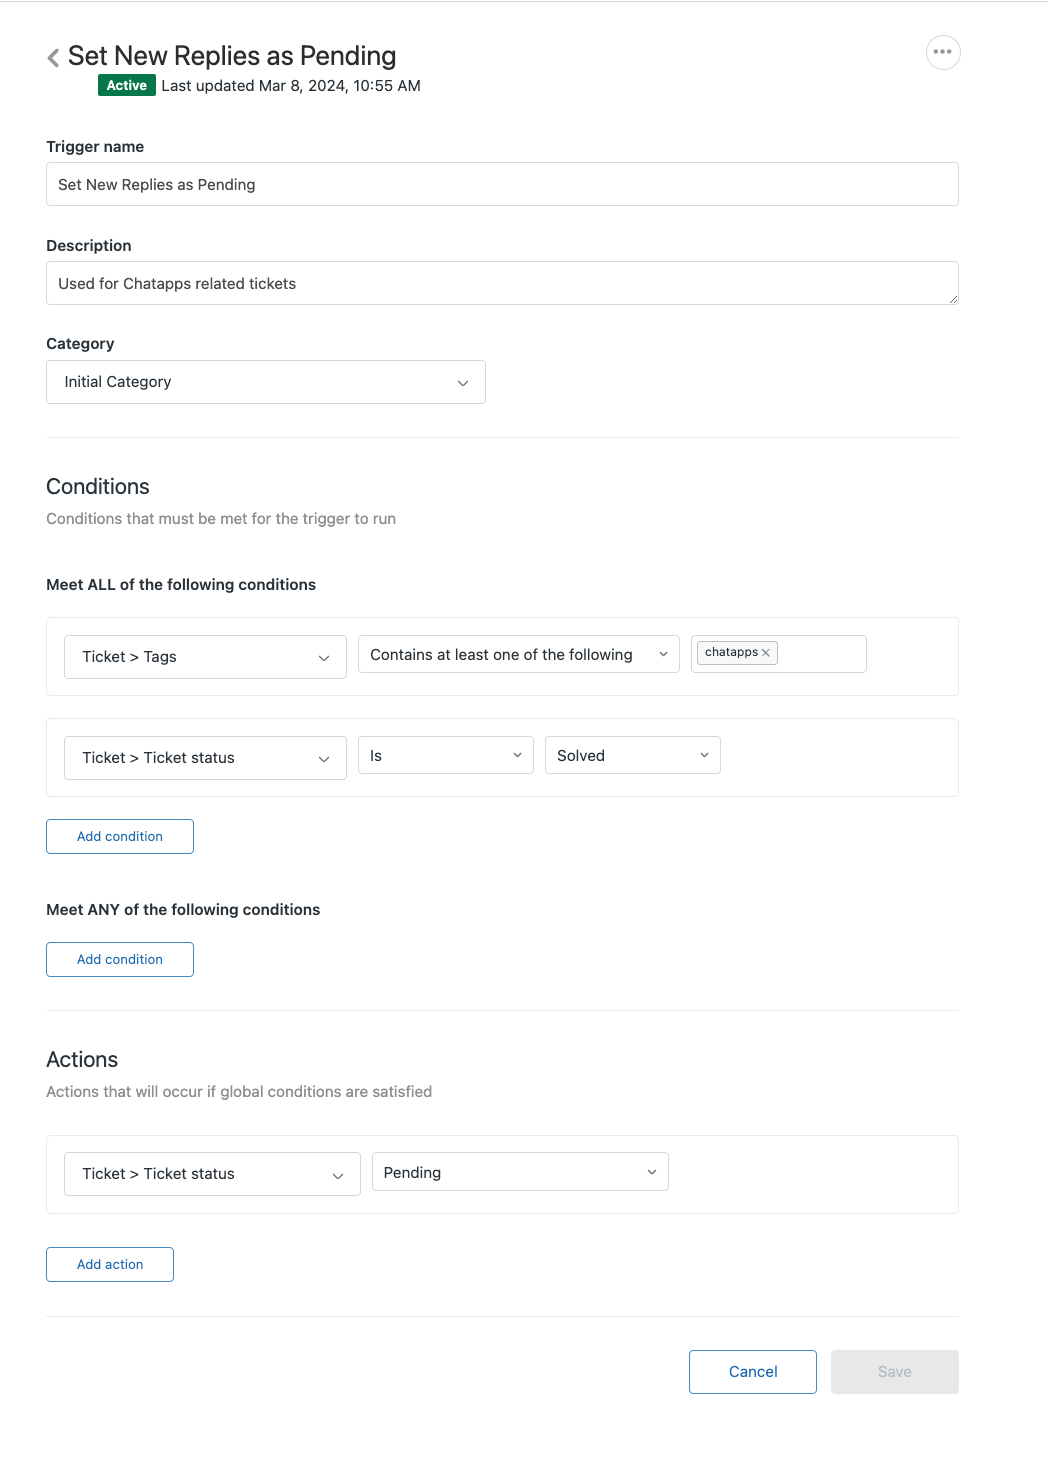 Set New Replies as Pending
Active Last updated Mar 8, 2024, 10:55 AM
Trigger name
Set New Replies as Pending
Description
Used for Chatapps related tickets
Category
Initial Category
Conditions
Conditions that must be met for the trigger to run
Meet ALL of the following conditions
Ticket > Tags Contains at least one of the following chatapps
Ticket > Ticket status Is Solved
Add condition
Meet ANY of the following conditions
Add condition
Actions
Actions that will occur if global conditions are satisfied
Ticket > Ticket status Pending
Add action
Cancel Save